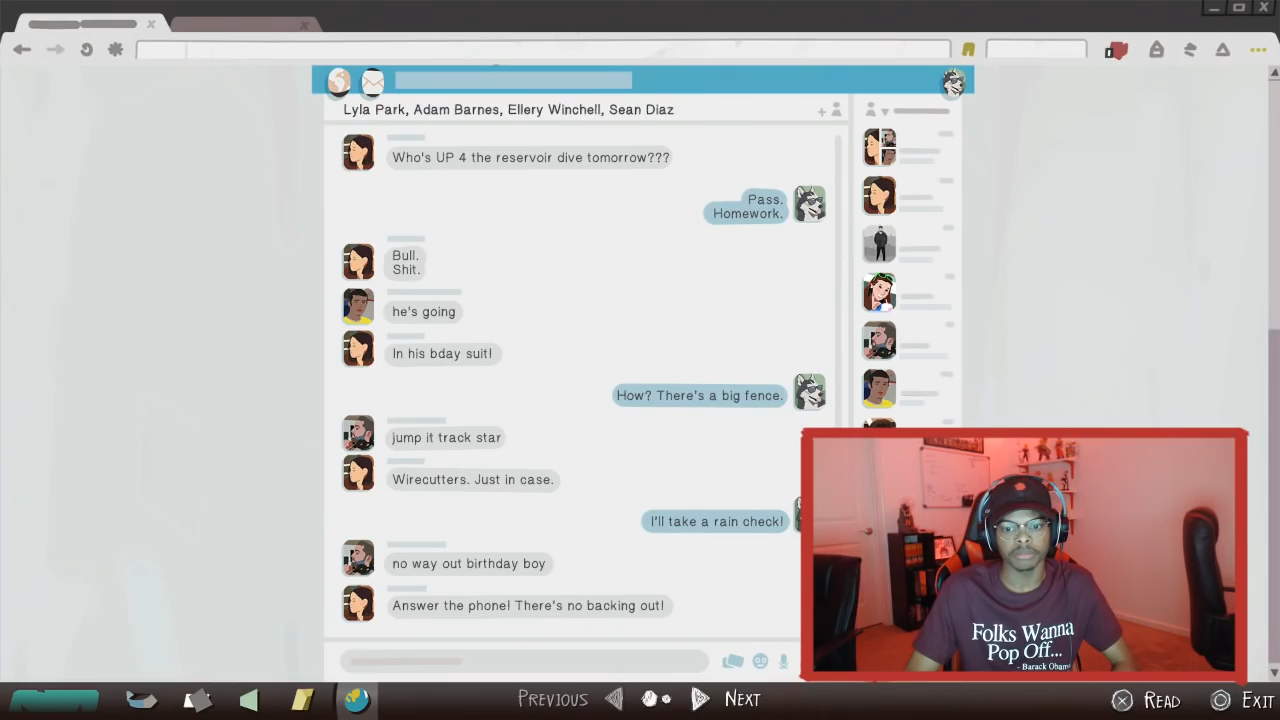 Lyla Park, Adam Barnes, Ellery Winchell, Sean Diaz
Who's UP 4 the reservoir dive tomorrow???
Pass.
Homework.
Bull.
Shit.
he's going
In his bday suit!
How? There's a big fence.
jump it track star
Wirecutters. Just in case.
I'll take a rain check!
no way out birthday boy
Answer the phone! There's no backing out!
Folks Wanna
Pop Off...
- Barack Obama
Previous
Next
Read
Exit